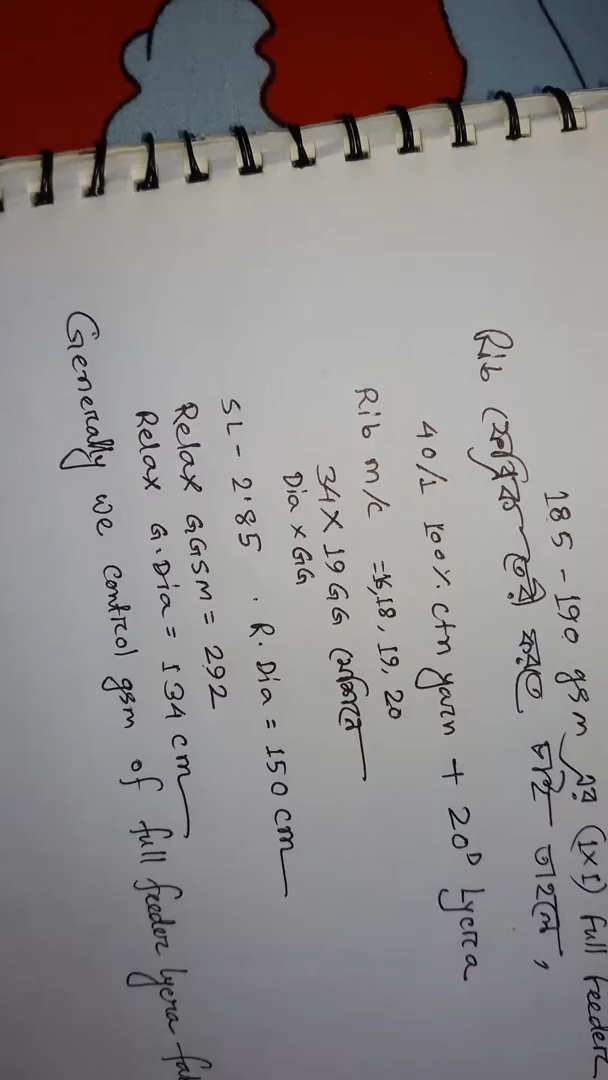 185 - 190 gsm এর (1x1) full feeder
Rib ফেব্রিক তৈরী করতে চাই তাহলে,
40/1 100% ctn yarn + 20D Lycra
Rib m/c = 16, 18, 19, 20
34 X 19 GG মেশিনে
Dia x GG
SL - 2.85 . R. Dia = 150 cm
Relax GGSM = 292
Relax G.Dia = 134 cm
Generally we control gsm of full feeder lycra